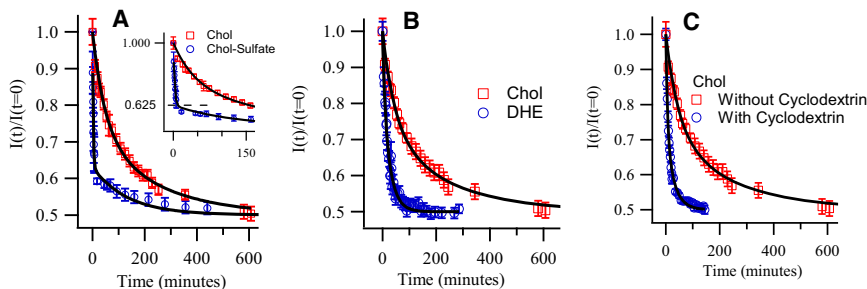 A
I(t)/I(t=0)
1.0
0.9
0.8
0.7
0.6
0.5
0 200 400 600
Time (minutes)
1.000
0.625
0 50 150
Chol
Chol-Sulfate
B
I(t)/I(t=0)
1.0
0.9
0.8
0.7
0.6
0.5
0 200 400 600
Time (minutes)
Chol
DHE
C
I(t)/I(t=0)
1.0
0.9
0.8
0.7
0.6
0.5
0 200 400 600
Time (minutes)
Chol
Without Cyclodextrin
With Cyclodextrin